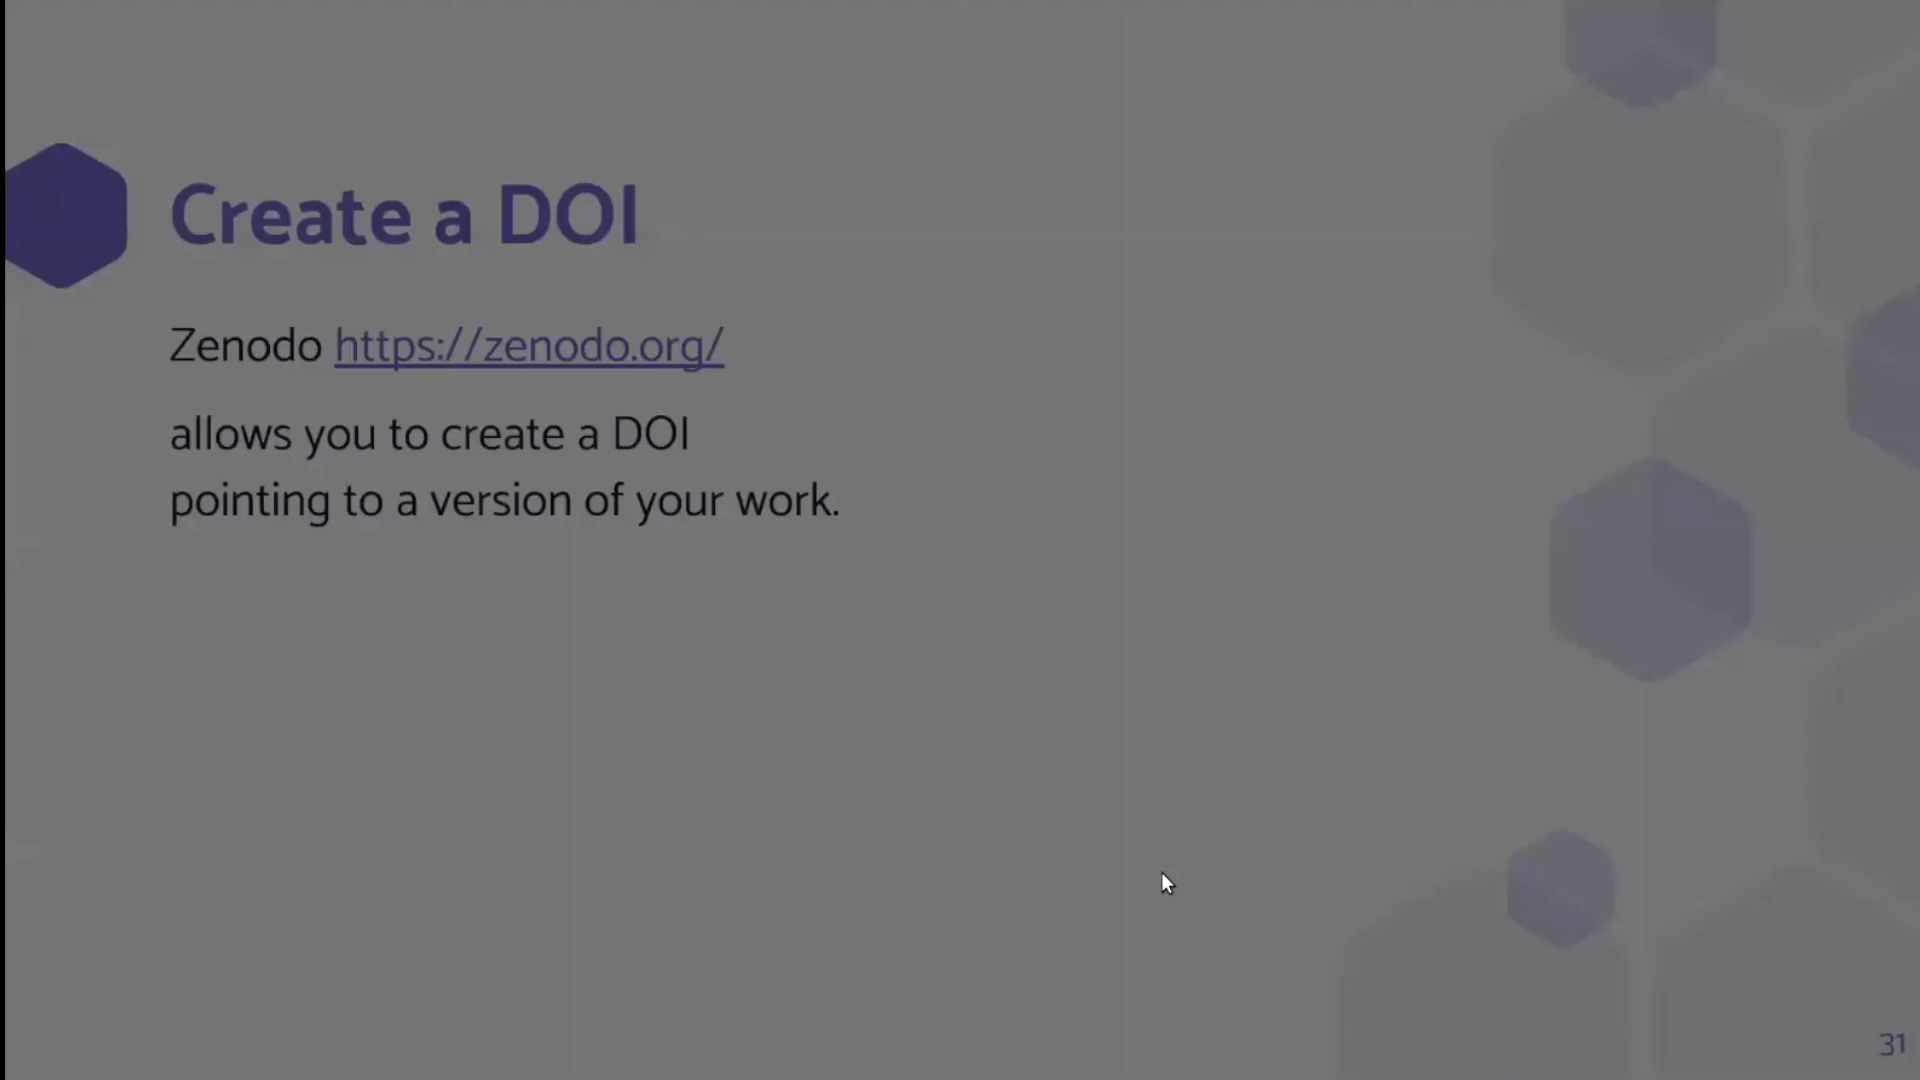 Create a DOI
Zenodo https://zenodo.org/
allows you to create a DOI
pointing to a version of your work.
31